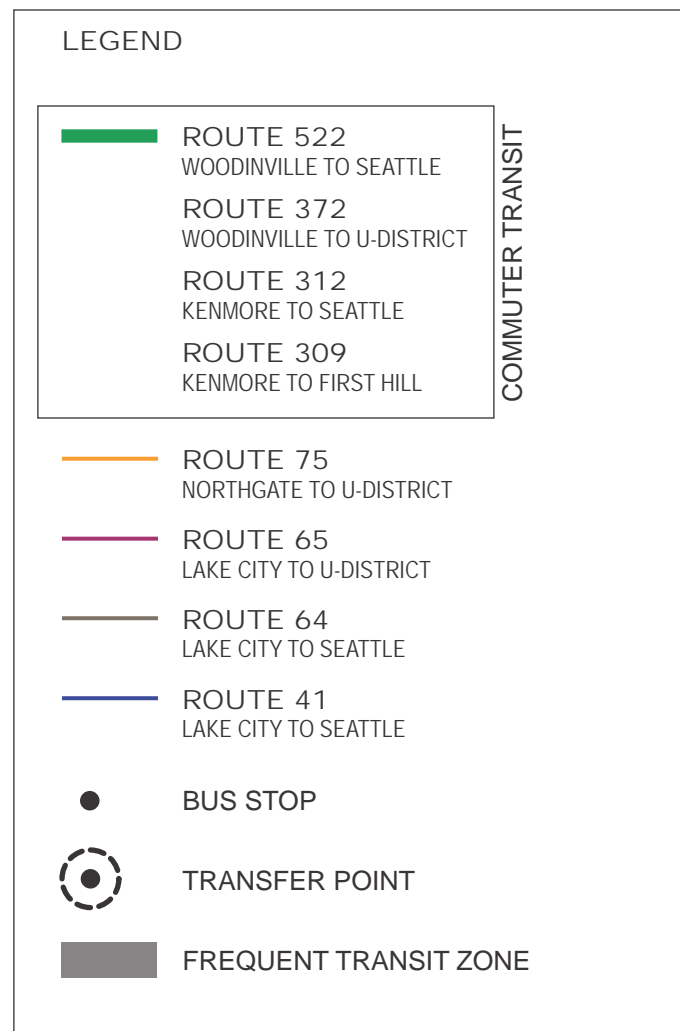 LEGEND
ROUTE 522
WOODINVILLE TO SEATTLE
ROUTE 372
WOODINVILLE TO U-DISTRICT
ROUTE 312
KENMORE TO SEATTLE
ROUTE 309
KENMORE TO FIRST HILL
COMMUTER TRANSIT
ROUTE 75
NORTHGATE TO U-DISTRICT
ROUTE 65
LAKE CITY TO U-DISTRICT
ROUTE 64
LAKE CITY TO SEATTLE
ROUTE 41
LAKE CITY TO SEATTLE
BUS STOP
TRANSFER POINT
FREQUENT TRANSIT ZONE